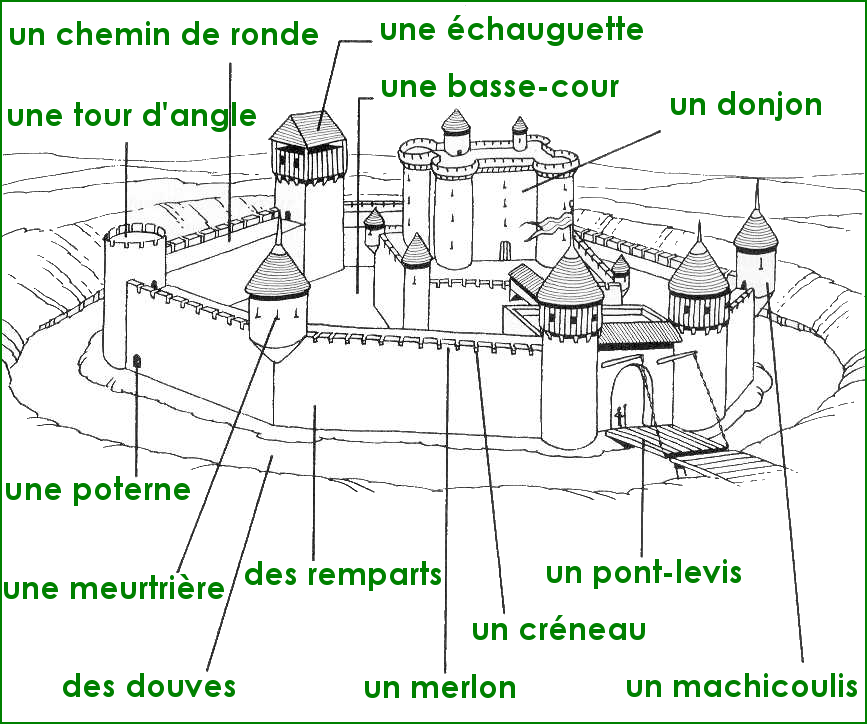 un chemin de ronde
une échauguette
une basse-cour
un donjon
une tour d'angle
une poterne
une meurtrière
des remparts
un pont-levis
un créneau
des douves
un merlon
un machicoulis